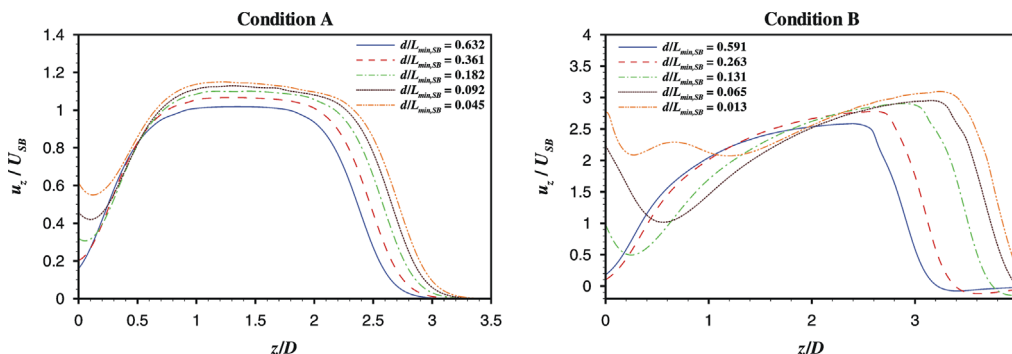 Condition A
1.4
1.2
1
0.8
0.6
0.4
0.2
0
u_z / U_SB
d/L_min,SB = 0.632
d/L_min,SB = 0.361
d/L_min,SB = 0.182
d/L_min,SB = 0.092
d/L_min,SB = 0.045
0 0.5 1 1.5 2 2.5 3 3.5
z/D
Condition B
4
3.5
3
2.5
2
1.5
1
0.5
0
u_z / U_SB
d/L_min,SB = 0.591
d/L_min,SB = 0.263
d/L_min,SB = 0.131
d/L_min,SB = 0.065
d/L_min,SB = 0.013
0 1 2 3
z/D